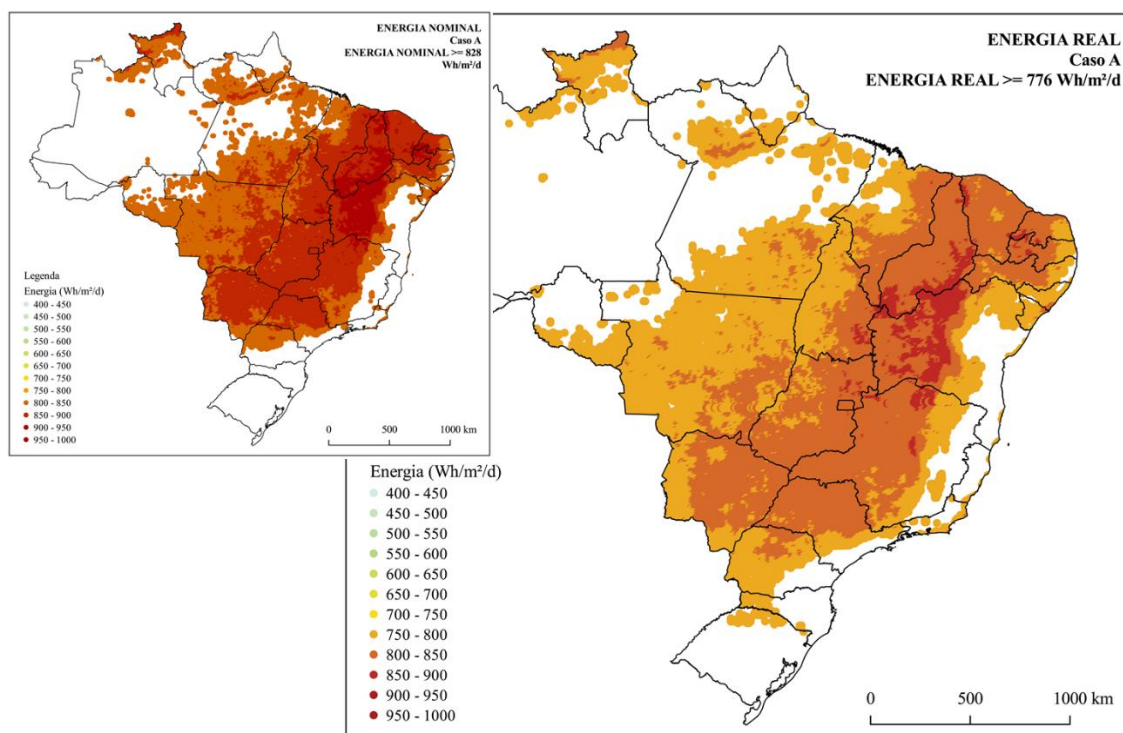 ENERGIA NOMINAL
Caso A
ENERGIA NOMINAL >= 828
Wh/m²/d
Legenda
Energia (Wh/m²/d)
400 - 450
450 - 500
500 - 550
550 - 600
600 - 650
650 - 700
700 - 750
750 - 800
800 - 850
850 - 900
900 - 950
950 - 1000
0 500 1000 km
ENERGIA REAL
Caso A
ENERGIA REAL >= 776 Wh/m²/d
Energia (Wh/m²/d)
400 - 450
450 - 500
500 - 550
550 - 600
600 - 650
650 - 700
700 - 750
750 - 800
800 - 850
850 - 900
900 - 950
950 - 1000
0 500 1000 km